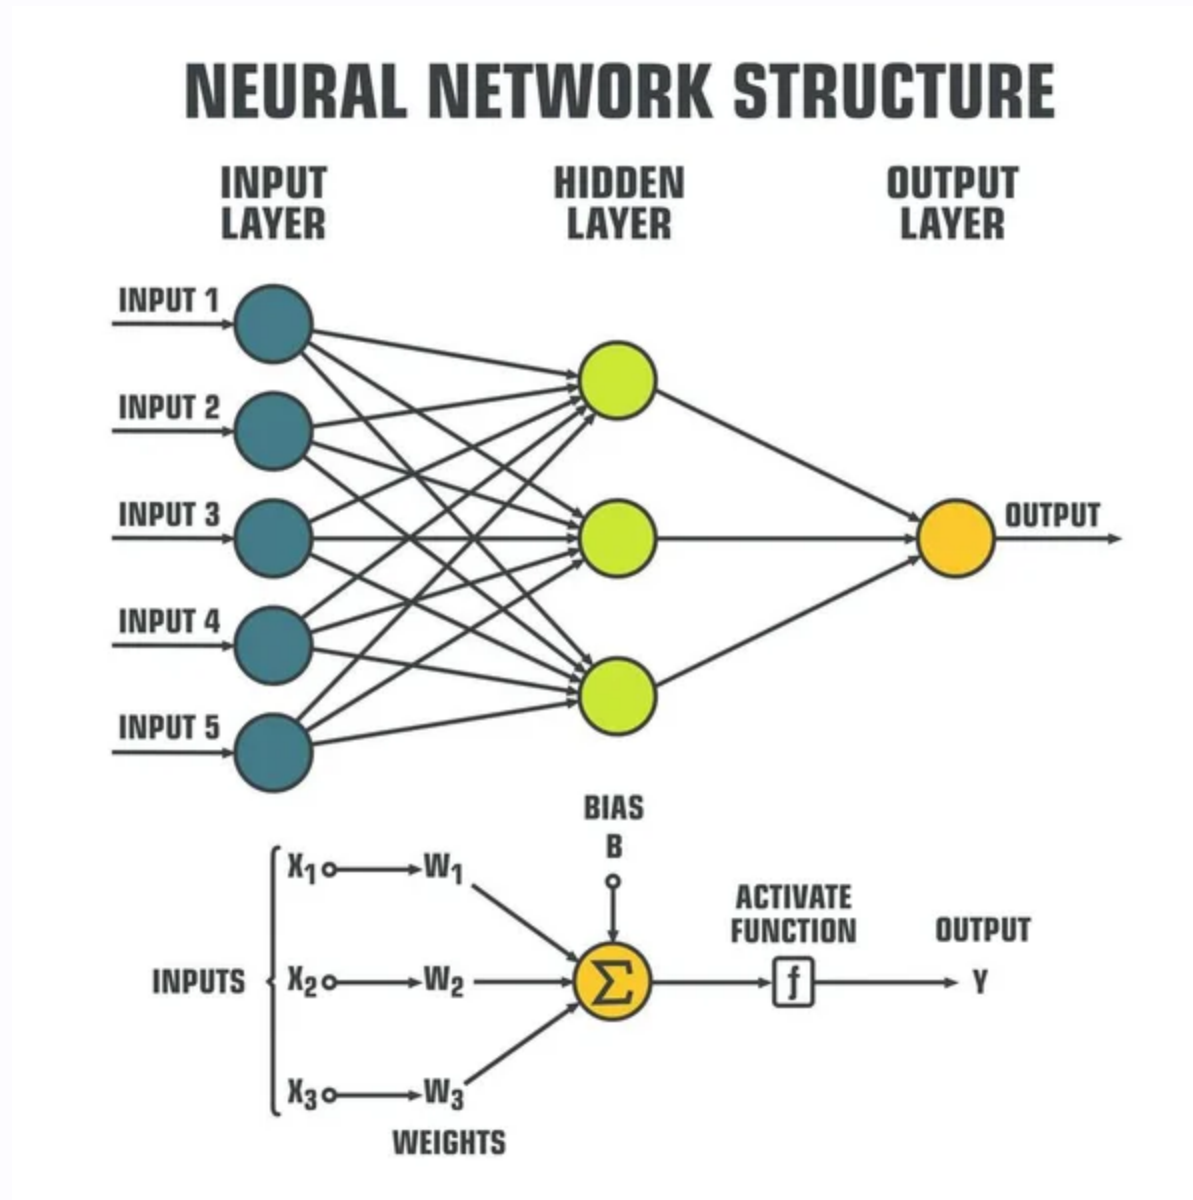 NEURAL NETWORK STRUCTURE
INPUT
LAYER
HIDDEN
LAYER
OUTPUT
LAYER
INPUT 1
INPUT 2
INPUT 3
INPUT 4
INPUT 5
OUTPUT
BIAS
B
INPUTS
X₁
W₁
X₂
W₂
X₃
W₃
WEIGHTS
Σ
ACTIVATE
FUNCTION
f
OUTPUT
Y